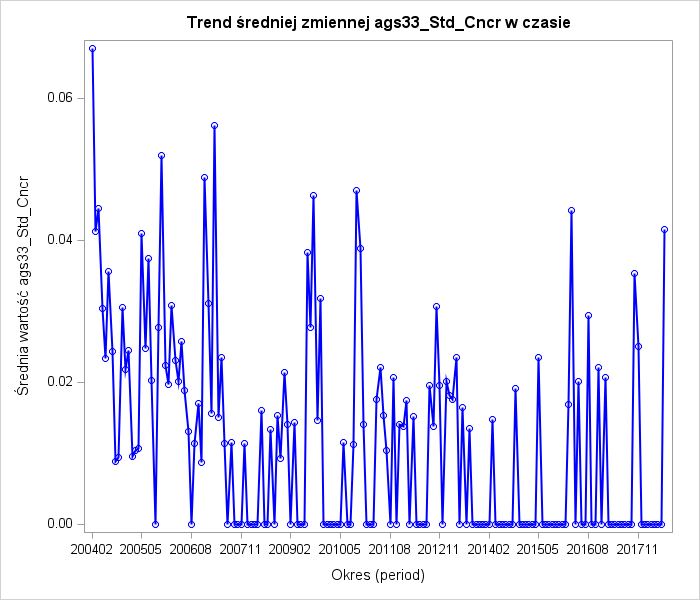 Trend średniej zmiennej ags33_Std_Cncr w czasie
0.06
0.04
0.02
0.00
Średnia wartość ags33_Std_Cncr
200402 200505 200608 200711 200902 201005 201108 201211 201402 201505 201608 201711
Okres (period)